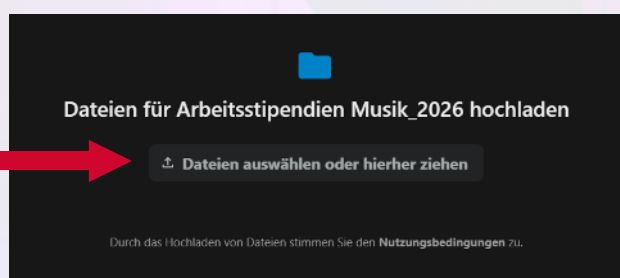 Dateien für Arbeitsstipendien Musik_2026 hochladen
Dateien auswählen oder hierher ziehen
Durch das Hochladen von Dateien stimmen Sie den Nutzungsbedingungen zu.